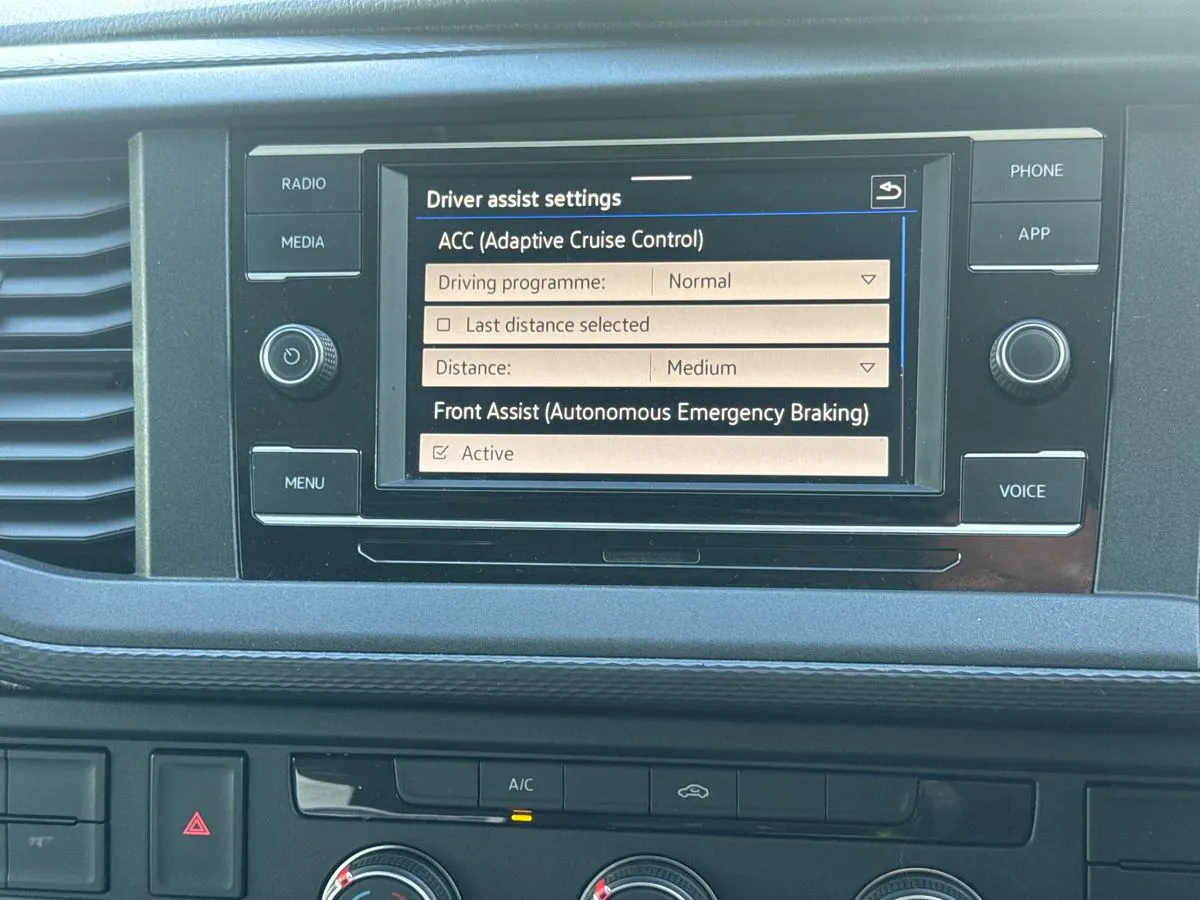 RADIO
MEDIA
MENU
Driver assist settings
ACC (Adaptive Cruise Control)
Driving programme: Normal
Last distance selected
Distance: Medium
Front Assist (Autonomous Emergency Braking)
Active
PHONE
APP
VOICE
A/C